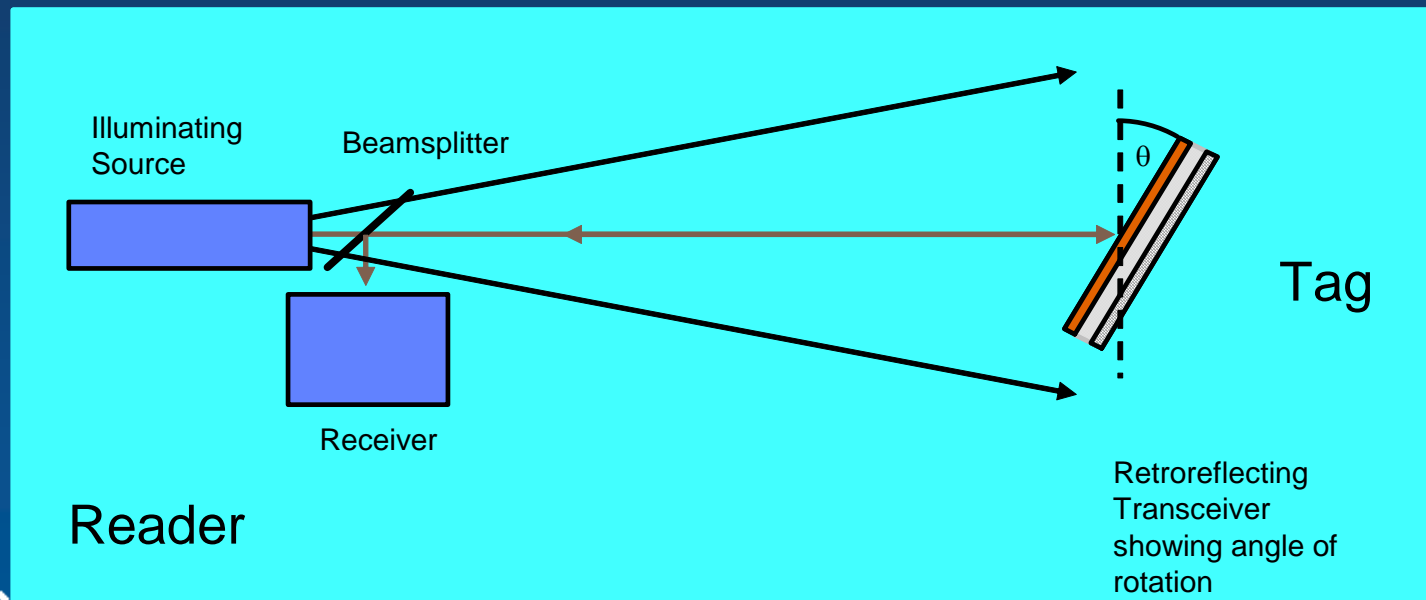 Illuminating
Source
Beamsplitter
θ
Tag
Receiver
Reader
Retroreflecting
Transceiver
showing angle of
rotation